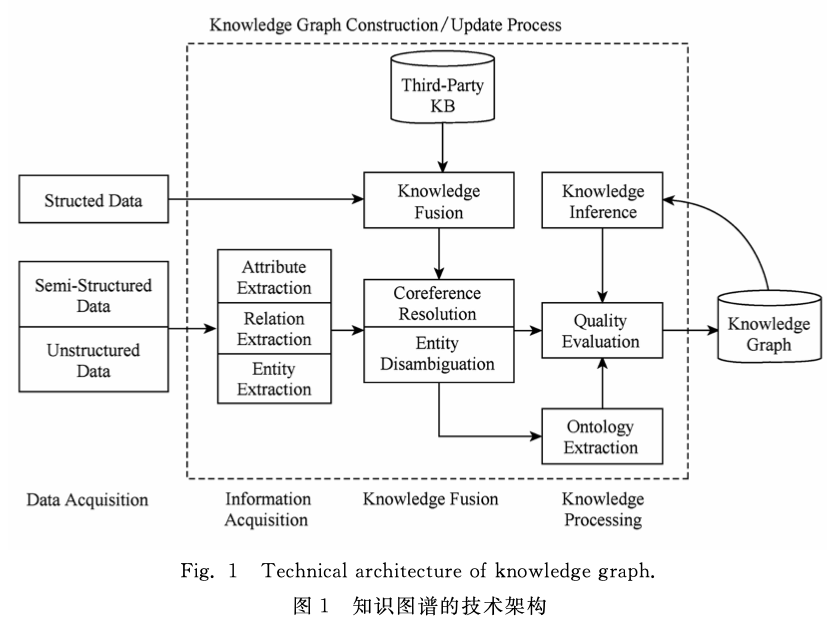 Knowledge Graph Construction/Update Process
Third-Party
KB
Structed Data
Knowledge
Fusion
Knowledge
Inference
Semi-Structured
Data
Unstructured
Data
Attribute
Extraction
Relation
Extraction
Entity
Extraction
Coreference
Resolution
Entity
Disambiguation
Quality
Evaluation
Knowledge
Graph
Ontology
Extraction
Data Acquisition
Information
Acquisition
Knowledge Fusion
Knowledge
Processing
Fig. 1 Technical architecture of knowledge graph.
图 1 知识图谱的技术架构